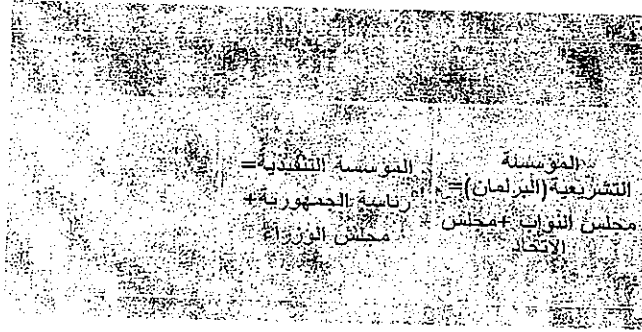 المؤسسة
التشريعية(البرلمان)=
مجلس النواب +مجلس
الاتحاد
المؤسسة التنفيذية=
رئاسة الجمهورية+
مجلس الوزراء